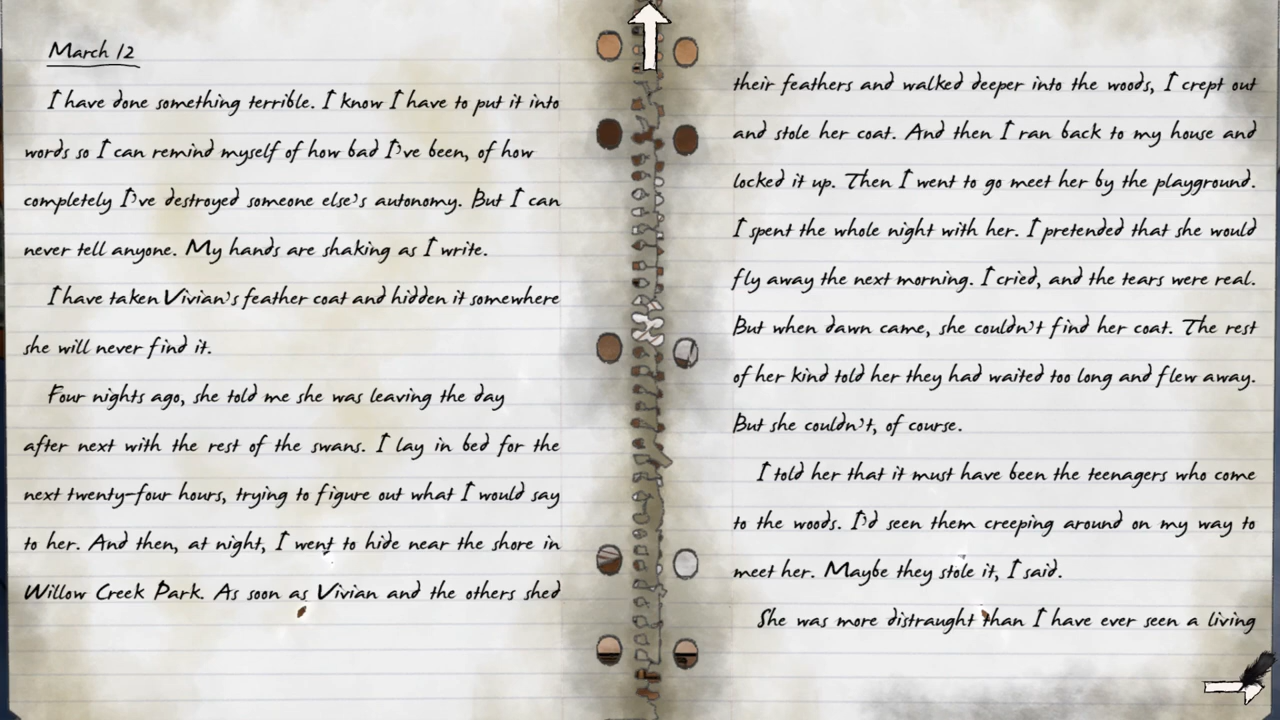 March 12
I have done something terrible. I know I have to put it into
words so I can remind myself of how bad I've been, of how
completely I've destroyed someone else's autonomy. But I can
never tell anyone. My hands are shaking as I write.
I have taken Vivian's feather coat and hidden it somewhere
she will never find it.
Four nights ago, she told me she was leaving the day
after next with the rest of the swans. I lay in bed for the
next twenty-four hours, trying to figure out what I would say
to her. And then, at night, I went to hide near the shore in
Willow Creek Park. As soon as Vivian and the others shed
their feathers and walked deeper into the woods, I crept out
and stole her coat. And then I ran back to my house and
locked it up. Then I went to go meet her by the playground.
I spent the whole night with her. I pretended that she would
fly away the next morning. I cried, and the tears were real.
But when dawn came, she couldn't find her coat. The rest
of her kind told her they had waited too long and flew away.
But she couldn't, of course.
I told her that it must have been the teenagers who come
to the woods. I'd seen them creeping around on my way to
meet her. Maybe they stole it, I said.
She was more distraught than I have ever seen a living